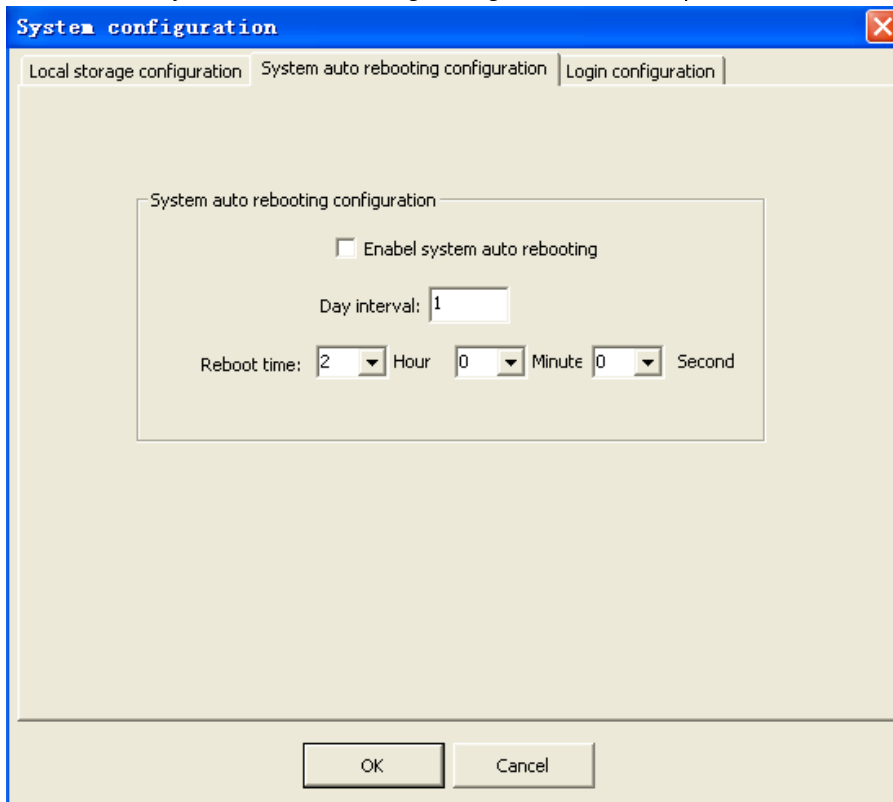 System configurati
Local storage configuration System auto rebooting configuration Login configuration
System auto rebooting configuration
Enabel system auto rebooting
Day interval: 1
Reboot time: 2 Hour 0 Minute 0 Second
OK Cancel